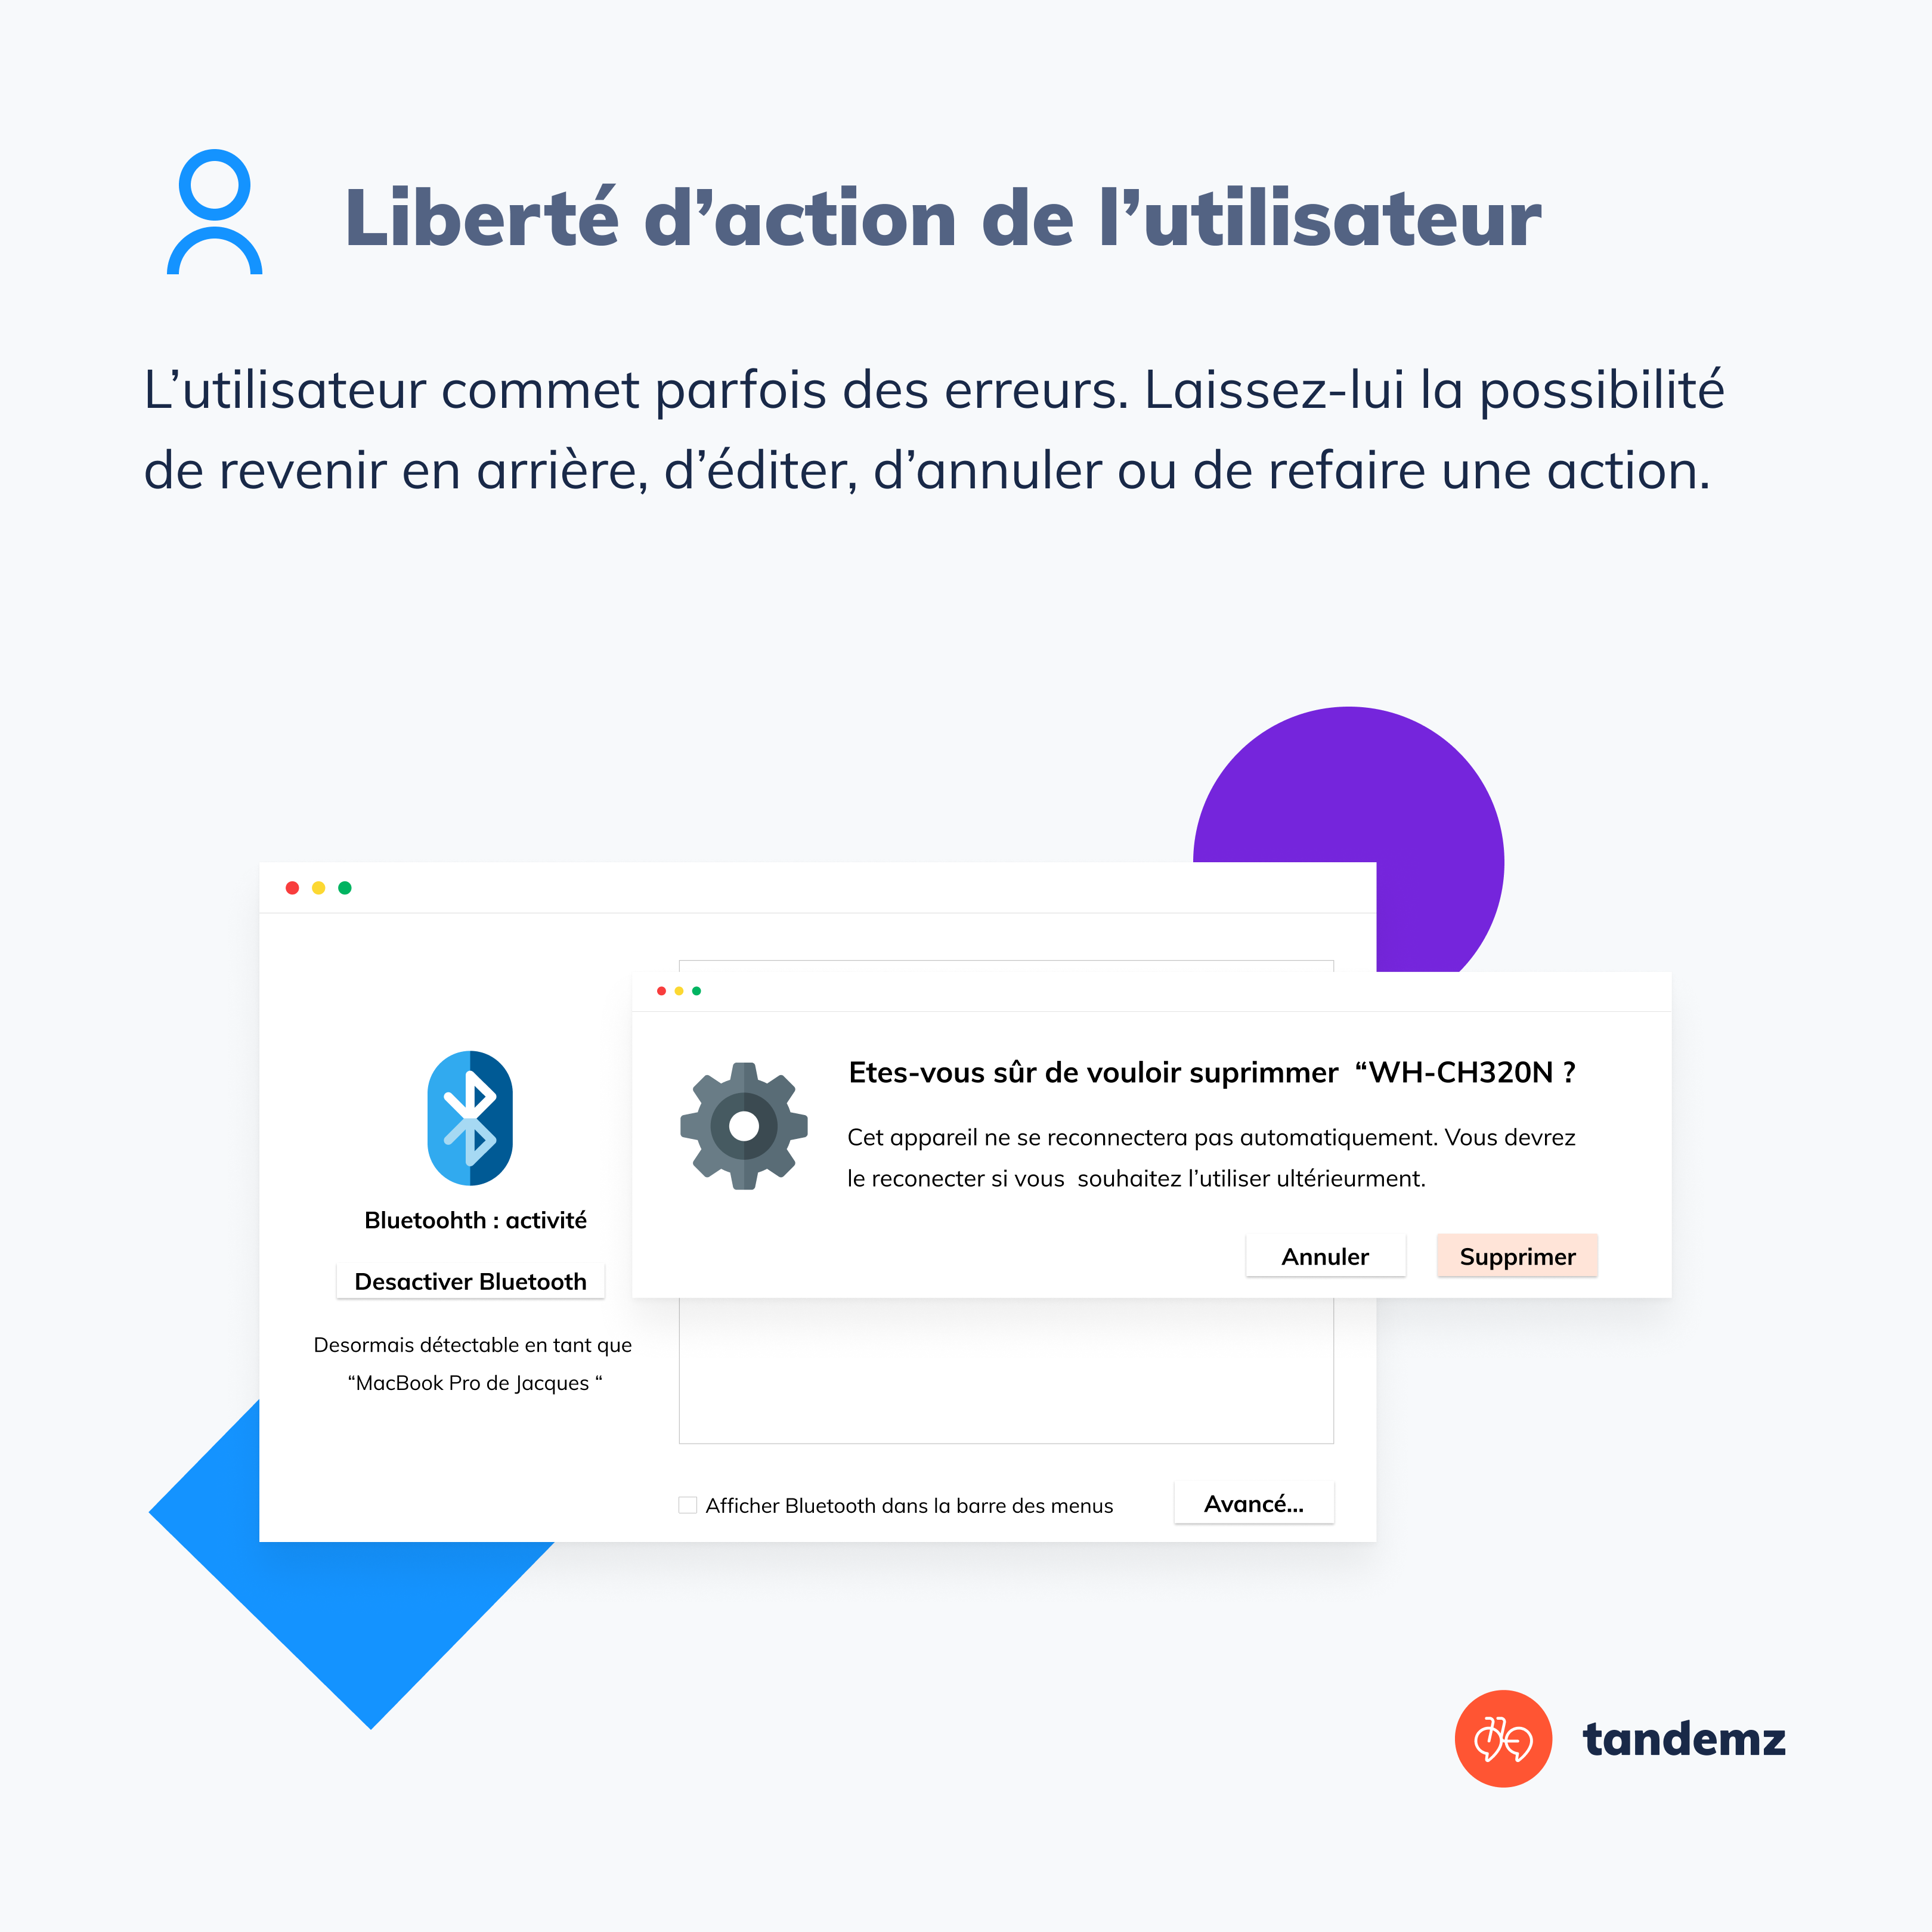 Liberté d’action de l’utilisateur
L’utilisateur commet parfois des erreurs. Laissez-lui la possibilité
de revenir en arrière, d’éditer, d’annuler ou de refaire une action.
Etes-vous sûr de vouloir suprimmer  “WH-CH320N ?
Cet appareil ne se reconnectera pas automatiquement. Vous devrez
le reconecter si vous  souhaitez l’utiliser ultérieurment.
Annuler
Supprimer
Bluetoohth : activité
Desactiver Bluetooth
Desormais détectable en tant que
“MacBook Pro de Jacques “
Afficher Bluetooth dans la barre des menus
Avancé...
tandemz